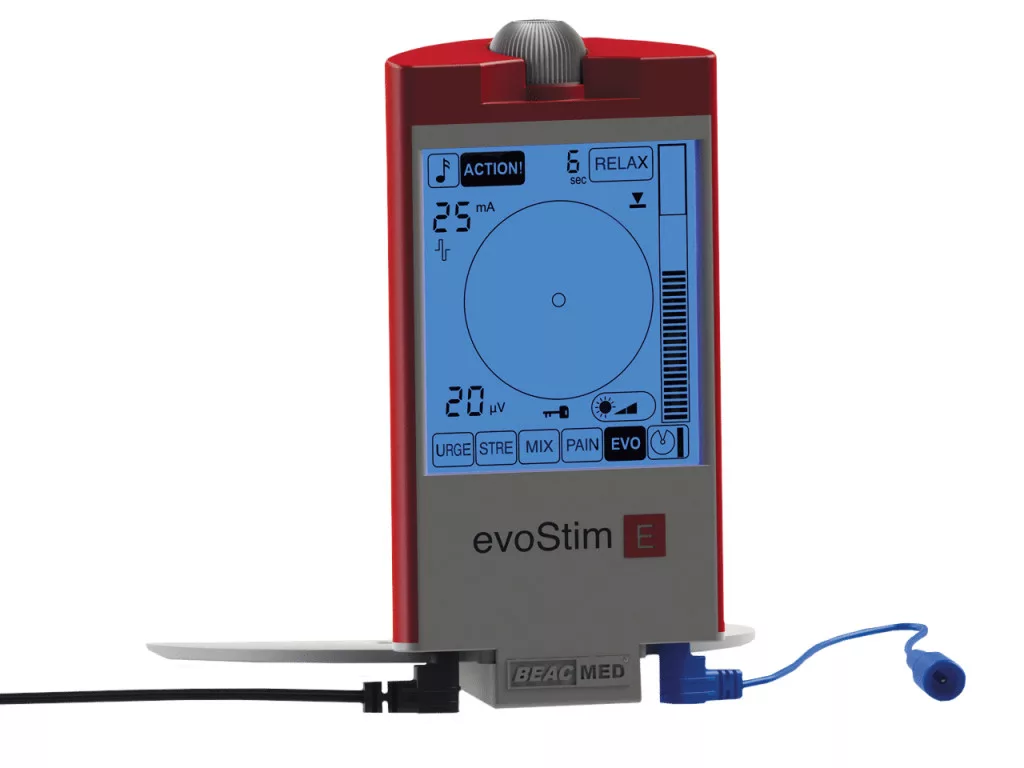 ACTION!
6
sec
RELAX
25 mA
20 µV
URGE STRE MIX PAIN EVO
evoStim E
BEAC MED